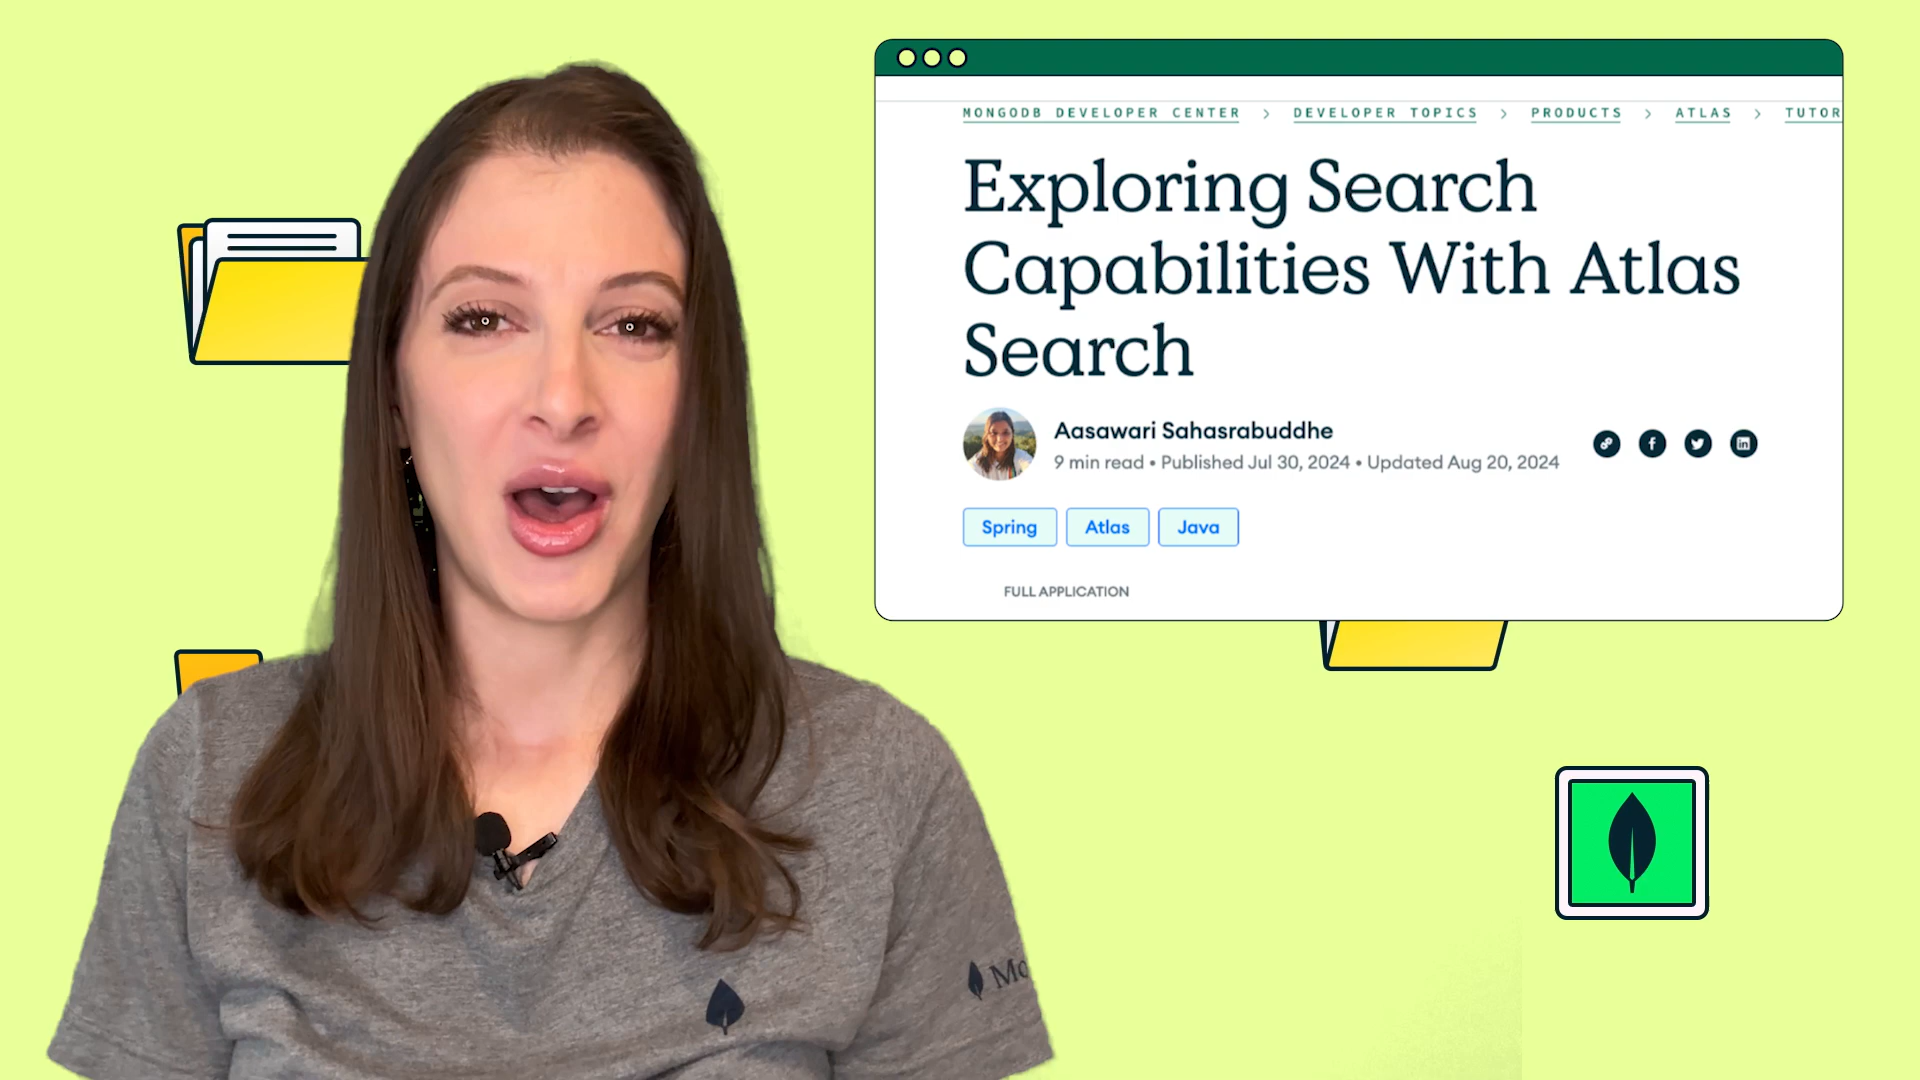 MONGODB DEVELOPER CENTER > DEVELOPER TOPICS > PRODUCTS > ATLAS > TUTOR
Exploring Search
Capabilities With Atlas
Search
Aasawari Sahasrabuddhe
9 min read • Published Jul 30, 2024 • Updated Aug 20, 2024
Spring Atlas Java
FULL APPLICATION
Mo